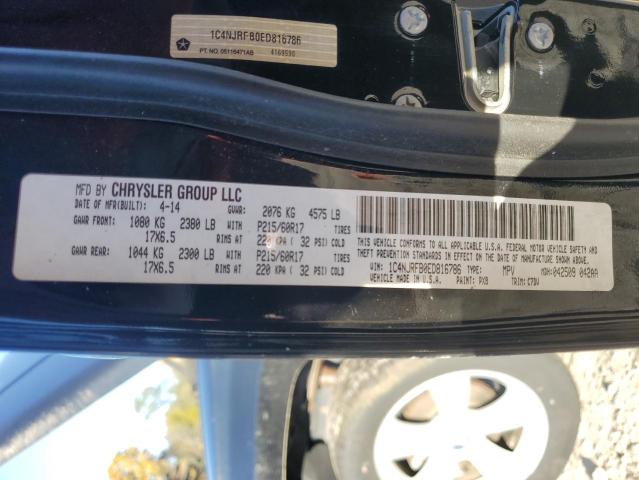 1C4NJRFB0ED816786
PT. NO. 05116471AB 4169590
MFD BY CHRYSLER GROUP LLC
DATE OF MFR(BUILT): 4-14 GVWR: 2076 KG 4575 LB
GAWR FRONT: 1080 KG 2380 LB P215/60R17 TIRES
17X6.5 RIMS AT 220 KPA ( 32 PSI) COLD
GAWR REAR: 1044 KG 2300 LB P215/60R17 TIRES
17X6.5 RIMS AT 220 KPA ( 32 PSI) COLD
THIS VEHICLE CONFORMS TO ALL APPLICABLE U.S.A. FEDERAL MOTOR VEHICLE SAFETY AND
THEFT PREVENTION STANDARDS IN EFFECT ON THE DATE OF MANUFACTURE SHOWN ABOVE.
VIN: 1C4NJRFB0ED816786 TYPE: MPV MDH: 042509 042AA
VEHICLE MADE IN U.S.A. PAINT: PXB TRIM: C7DV